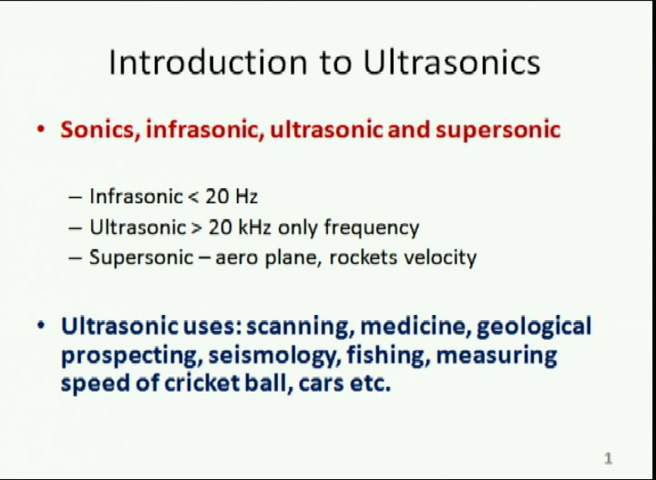 Introduction to Ultrasonics
• Sonics, infrasonic, ultrasonic and supersonic
– Infrasonic < 20 Hz
– Ultrasonic > 20 kHz only frequency
– Supersonic – aero plane, rockets velocity
• Ultrasonic uses: scanning, medicine, geological
prospecting, seismology, fishing, measuring
speed of cricket ball, cars etc.
1